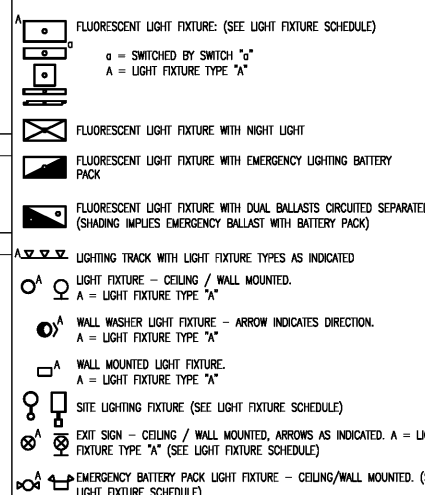 A
FLUORESCENT LIGHT FIXTURE: (SEE LIGHT FIXTURE SCHEDULE)
a
a = SWITCHED BY SWITCH "a"
A = LIGHT FIXTURE TYPE "A"
FLUORESCENT LIGHT FIXTURE WITH NIGHT LIGHT
FLUORESCENT LIGHT FIXTURE WITH EMERGENCY LIGHTING BATTERY
PACK
FLUORESCENT LIGHT FIXTURE WITH DUAL BALLASTS CIRCUITED SEPARATE
(SHADING IMPLIES EMERGENCY BALLAST WITH BATTERY PACK)
A LIGHTING TRACK WITH LIGHT FIXTURE TYPES AS INDICATED
A LIGHT FIXTURE – CEILING / WALL MOUNTED.
A = LIGHT FIXTURE TYPE "A"
A WALL WASHER LIGHT FIXTURE – ARROW INDICATES DIRECTION.
A = LIGHT FIXTURE TYPE "A"
A WALL MOUNTED LIGHT FIXTURE.
A = LIGHT FIXTURE TYPE "A"
SITE LIGHTING FIXTURE (SEE LIGHT FIXTURE SCHEDULE)
A EXIT SIGN – CEILING / WALL MOUNTED, ARROWS AS INDICATED. A = LI
FIXTURE TYPE "A" (SEE LIGHT FIXTURE SCHEDULE)
A EMERGENCY BATTERY PACK LIGHT FIXTURE – CEILING/WALL MOUNTED. (
LIGHT FIXTURE SCHEDULE)